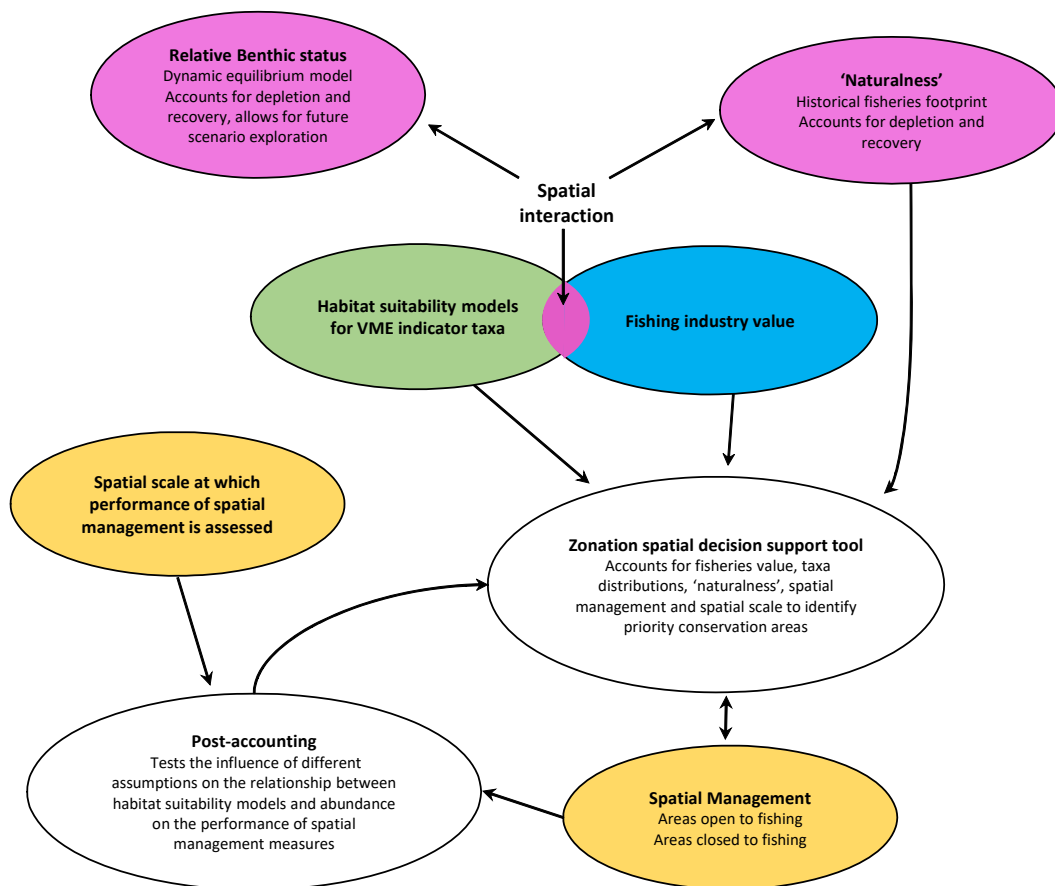 Relative Benthic status
Dynamic equilibrium model
Accounts for depletion and
recovery, allows for future
scenario exploration
‘Naturalness’
Historical fisheries footprint
Accounts for depletion and
recovery
Spatial
interaction
Habitat suitability models
for VME indicator taxa
Fishing industry value
Spatial scale at which
performance of spatial
management is assessed
Zonation spatial decision support tool
Accounts for fisheries value, taxa
distributions, ‘naturalness’, spatial
management and spatial scale to identify
priority conservation areas
Post-accounting
Tests the influence of different
assumptions on the relationship between
habitat suitability models and abundance
on the performance of spatial
management measures
Spatial Management
Areas open to fishing
Areas closed to fishing